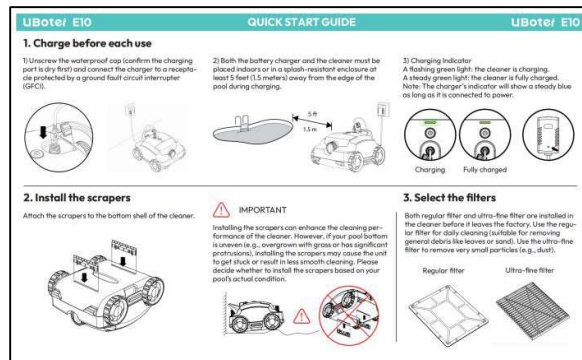 UBotei E10
QUICK START GUIDE
UBotei E10
1. Charge before each use
1) Unscrew the waterproof cap (confirm the charging
port is dry first) and connect the charger to a recepta-
cle protected by a ground fault circuit interrupter
(GFCI).
2) Both the battery charger and the cleaner must be
placed indoors or in a splash-resistant enclosure at
least 5 feet (1.5 meters) away from the edge of the
pool during charging.
5 ft
1.5 m
3) Charging Indicator
A flashing green light: the cleaner is charging.
A steady green light: the cleaner is fully charged.
Note: The charger's indicator will show a steady blue
as long as it is connected to power.
Charging
Fully charged
2. Install the scrapers
Attach the scrapers to the bottom shell of the cleaner.
IMPORTANT
Installing the scrapers can enhance the cleaning per-
formance of the cleaner. However, if your pool bottom
is uneven (e.g., overgrown with grass or has significant
protrusions), installing the scrapers may cause the unit
to get stuck or result in less smooth cleaning. Please
decide whether to install the scrapers based on your
pool's actual condition.
3. Select the filters
Both regular filter and ultra-fine filter are installed in
the cleaner before it leaves the factory. Use the regu-
lar filter for daily cleaning (suitable for removing
general debris like leaves or sand). Use the ultra-fine
filter to remove very small particles (e.g., dust).
Regular filter
Ultra-fine filter